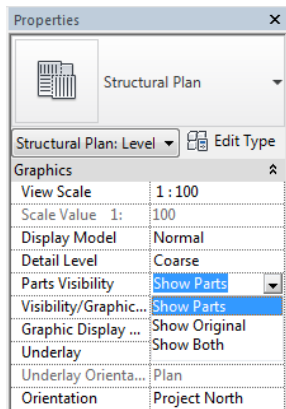 Properties
Structural Plan
Structural Plan: Level Edit Type
Graphics
View Scale 1 : 100
Scale Value 1: 100
Display Model Normal
Detail Level Coarse
Parts Visibility Show Parts
Visibility/Graphic... Show Parts
Graphic Display ... Show Original
Show Both
Underlay
Underlay Orienta... Plan
Orientation Project North